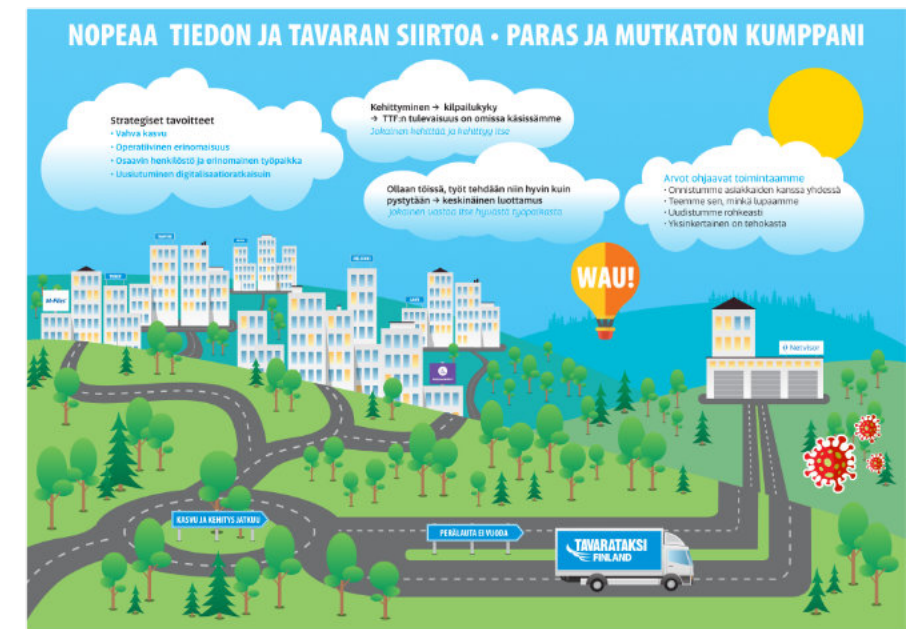 NOPEAA TIEDON JA TAVARAN SIIRTOA • PARAS JA MUTKATON KUMPPANI
Strategiset tavoitteet
• Vahva kasvu
• Operatiivinen erinomaisuus
• Osaavin henkilöstö ja erinomainen työpaikka
• Uusiutuminen digitalisaatioratkaisuin
Kehittyminen → kilpailukyky
→ TTF:n tulevaisuus on omissa käsissämme
Jokainen kehittää ja kehittyy itse
Ollaan töissä, työt tehdään niin hyvin kuin
pystytään → keskinäinen luottamus
Jokainen vastaa itse hyvästä työpaikasta
Arvot ohjaavat toimintaamme
• Onnistumme asiakkaiden kanssa yhdessä
• Teemme sen, minkä lupaamme
• Uudistumme rohkeasti
• Yksinkertainen on tehokasta
WAU!
Netvisor
KASVU JA KEHITYS JATKUU
PERÄLAUTA EI VUODA
TAVARATAKSI
FINLAND